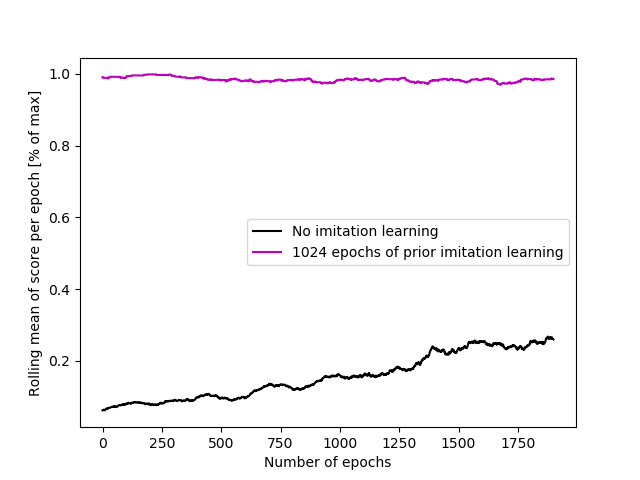 1.0
0.8
0.6
0.4
0.2
Rolling mean of score per epoch [% of max]
No imitation learning
1024 epochs of prior imitation learning
0 250 500 750 1000 1250 1500 1750
Number of epochs